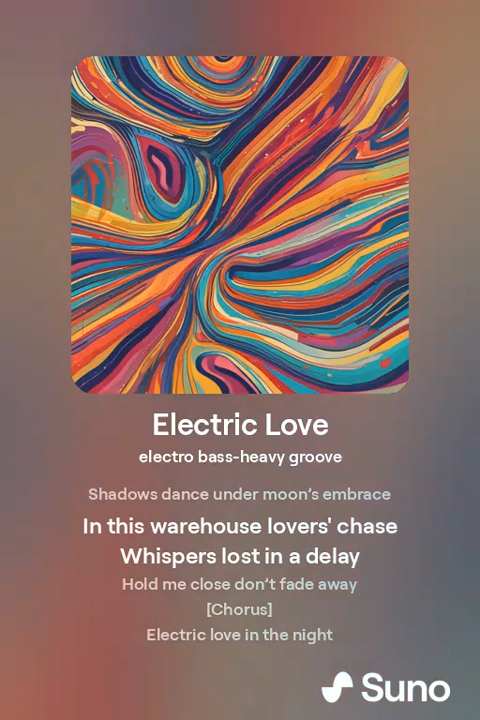 Electric Love
electro bass-heavy groove
Shadows dance under moon’s embrace
In this warehouse lovers' chase
Whispers lost in a delay
Hold me close don’t fade away
[Chorus]
Electric love in the night
Suno